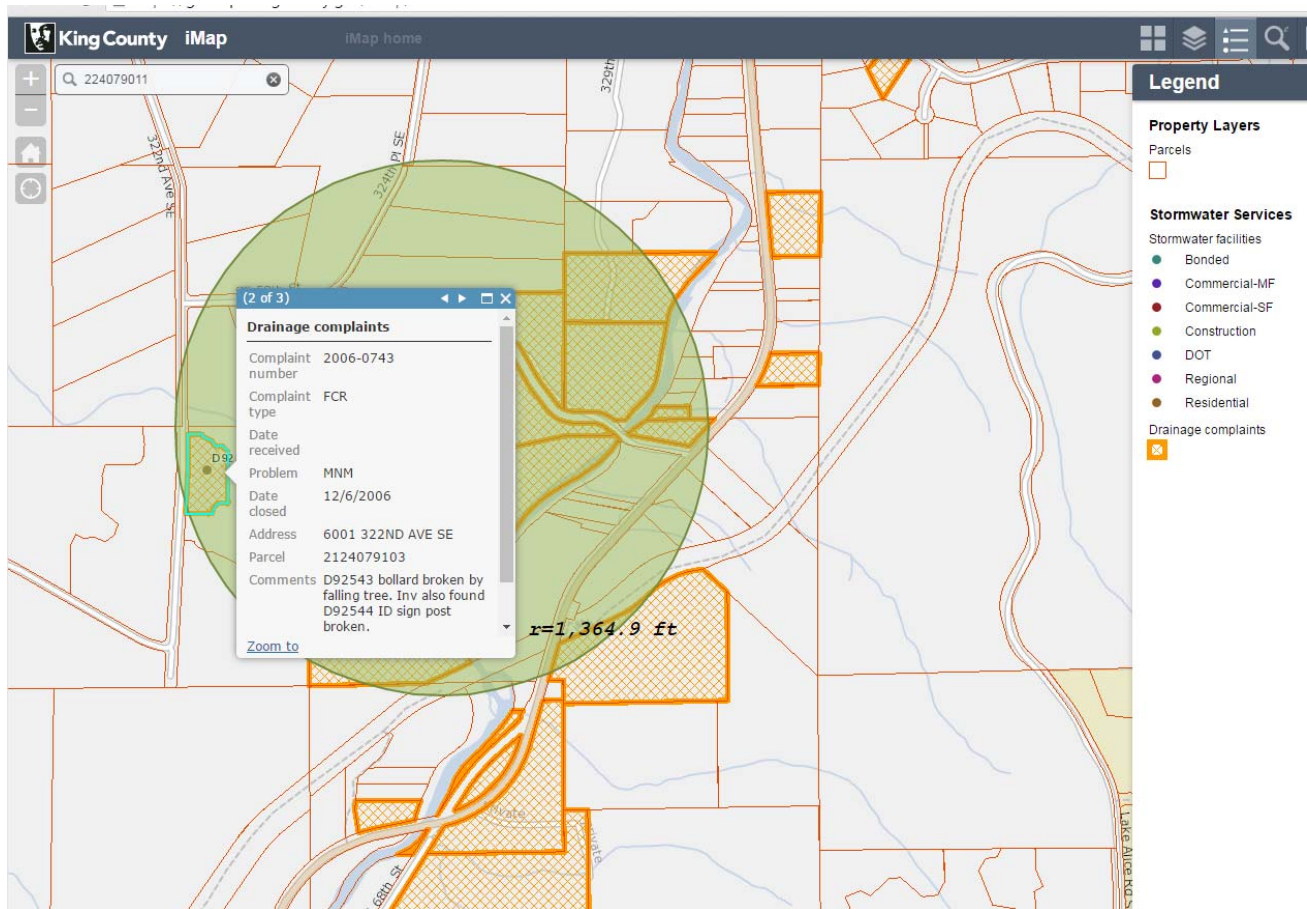 King County iMap
iMap home
224079011
329th
322nd Ave SE
324th Pl SE
(2 of 3)
Drainage complaints
Complaint number 2006-0743
Complaint type FCR
Date received
Problem MNM
Date closed 12/6/2006
Address 6001 322ND AVE SE
Parcel 2124079103
Comments D92543 bollard broken by
falling tree. Inv also found
D92544 ID sign post
broken.
Zoom to
D92
r=1,364.9 ft
Private
Private
68th St
Lake Alice Rd S
Legend
Property Layers
Parcels
Stormwater Services
Stormwater facilities
Bonded
Commercial-MF
Commercial-SF
Construction
DOT
Regional
Residential
Drainage complaints